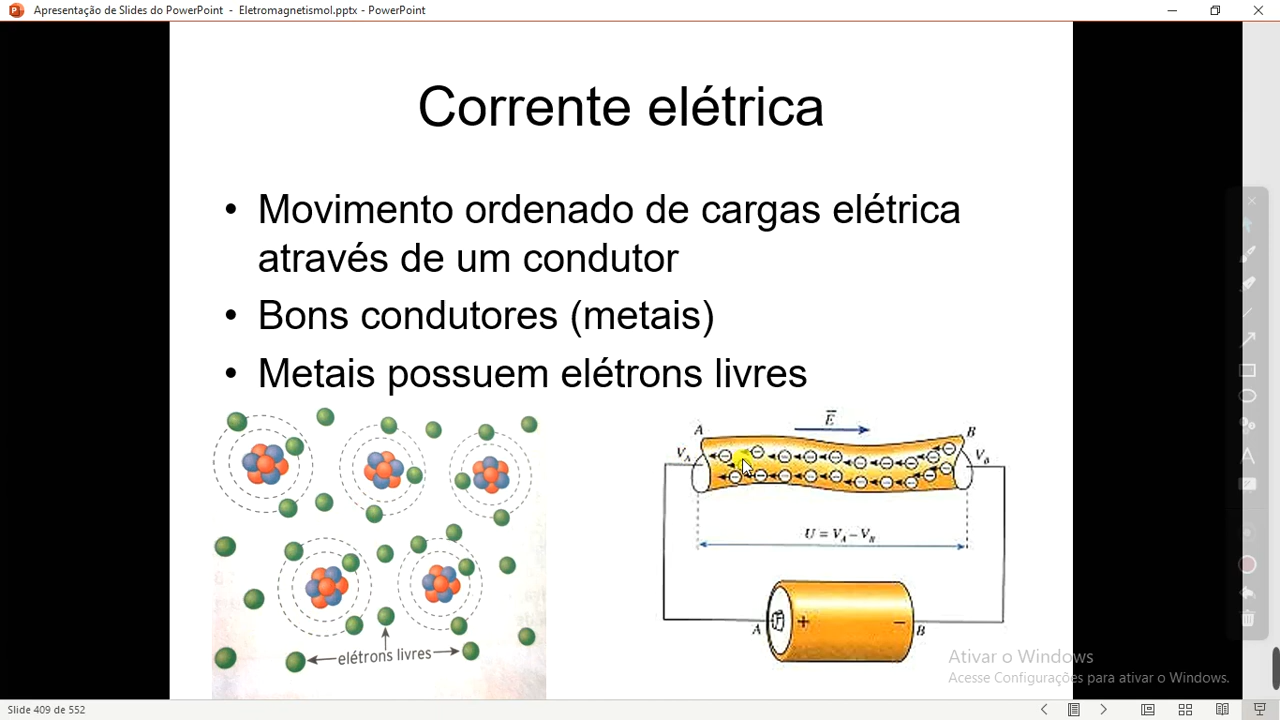 Apresentação de Slides do PowerPoint - Eletromagnetismol.pptx - PowerPoint
Corrente elétrica
• Movimento ordenado de cargas elétrica
através de um condutor
• Bons condutores (metais)
• Metais possuem elétrons livres
elétrons livres
E
A
B
V_A
V_B
U = V_A – V_B
A
+
–
B
Ativar o Windows
Acesse Configurações para ativar o Windows.
Slide 409 de 552